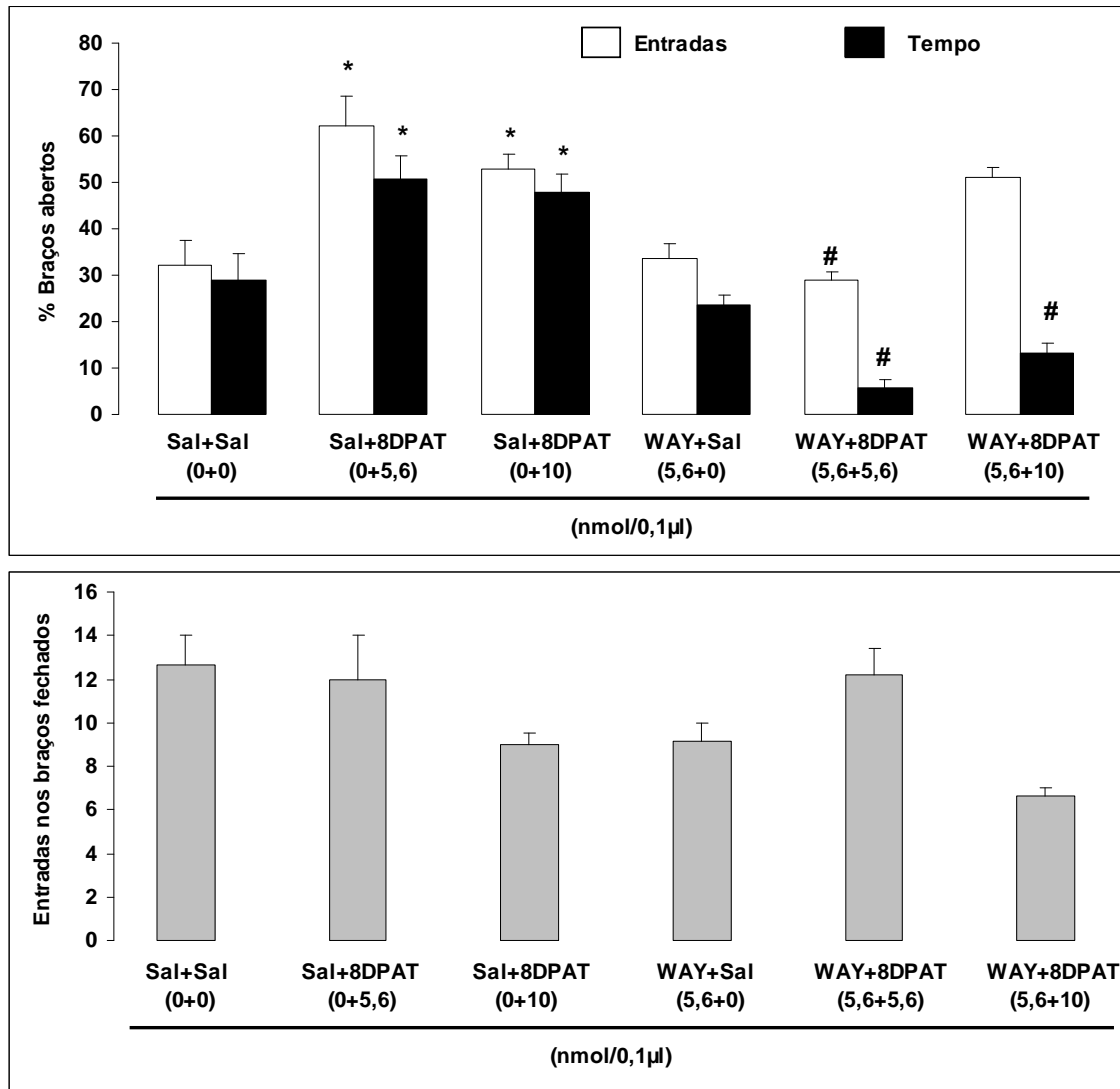 % Braços abertos
80
70
60
50
40
30
20
10
0
Entradas
Tempo
*
*
*
*
#
#
#
Sal+Sal
(0+0)
Sal+8DPAT
(0+5,6)
Sal+8DPAT
(0+10)
WAY+Sal
(5,6+0)
WAY+8DPAT
(5,6+5,6)
WAY+8DPAT
(5,6+10)
(nmol/0,1µl)
Entradas nos braços fechados
16
14
12
10
8
6
4
2
0
Sal+Sal
(0+0)
Sal+8DPAT
(0+5,6)
Sal+8DPAT
(0+10)
WAY+Sal
(5,6+0)
WAY+8DPAT
(5,6+5,6)
WAY+8DPAT
(5,6+10)
(nmol/0,1µl)